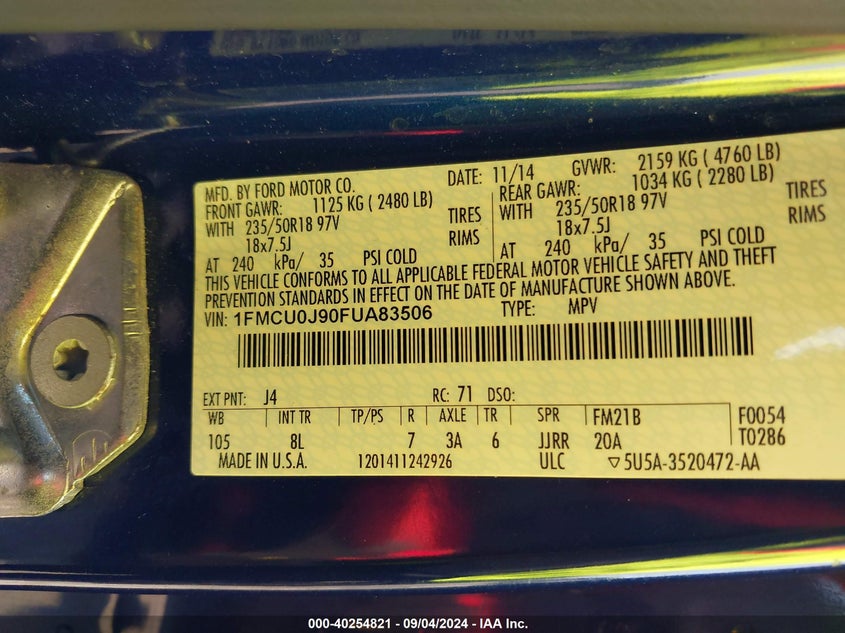 MFD. BY FORD MOTOR CO. DATE: 11/14 GVWR: 2159 KG ( 4760 LB)
FRONT GAWR: 1125 KG ( 2480 LB) REAR GAWR: 1034 KG ( 2280 LB)
WITH 235/50R18 97V TIRES WITH 235/50R18 97V TIRES
18x7.5J RIMS 18x7.5J RIMS
AT 240 kPa/ 35 PSI COLD AT 240 kPa/ 35 PSI COLD
THIS VEHICLE CONFORMS TO ALL APPLICABLE FEDERAL MOTOR VEHICLE SAFETY AND THEFT
PREVENTION STANDARDS IN EFFECT ON THE DATE OF MANUFACTURE SHOWN ABOVE.
VIN: 1FMCU0J90FUA83506 TYPE: MPV
EXT PNT: J4 RC: 71 DSO:
WB INT TR TP/PS R AXLE TR SPR FM21B F0054
105 8L 7 3A 6 JJRR 20A T0286
MADE IN U.S.A. 1201411242926 ULC ▽5U5A-3520472-AA
000-40254821 - 09/04/2024 - IAA Inc.